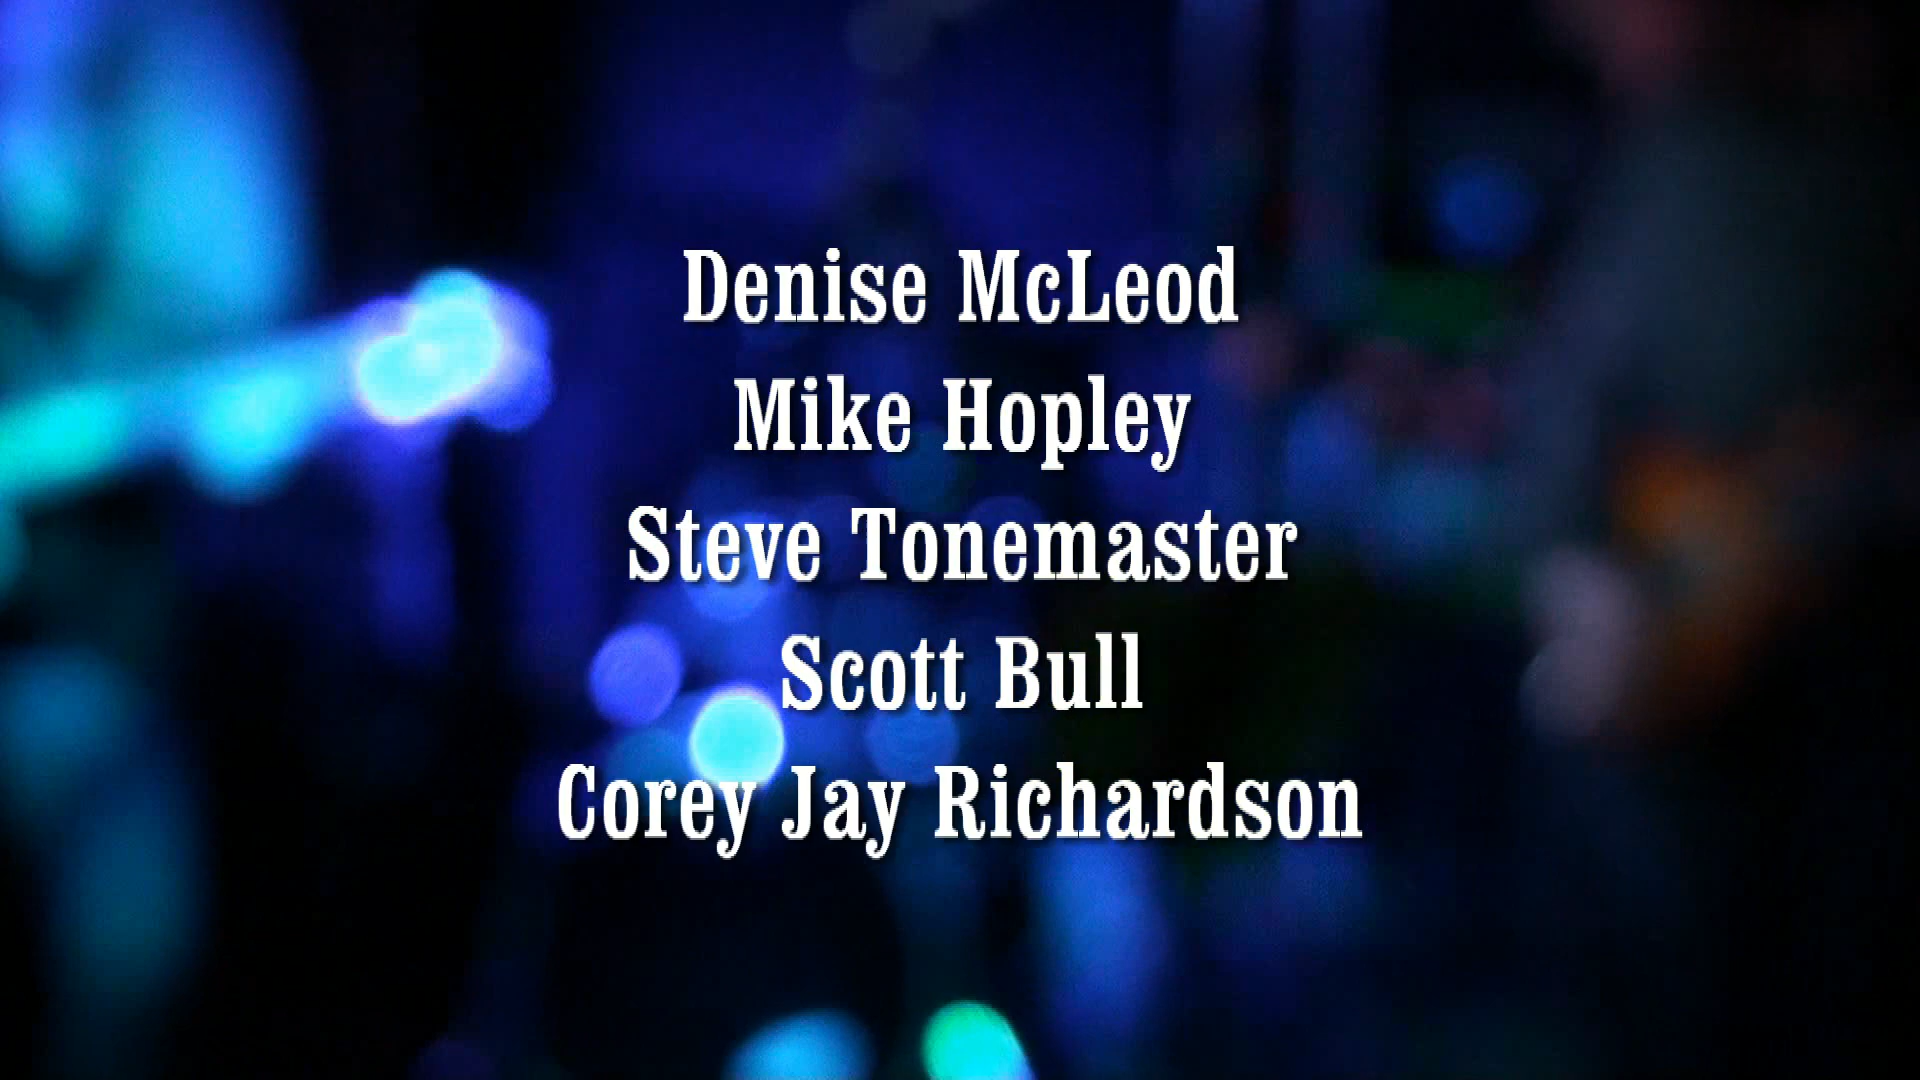 Denise McLeod
Mike Hopley
Steve Tonemaster
Scott Bull
Corey Jay Richardson